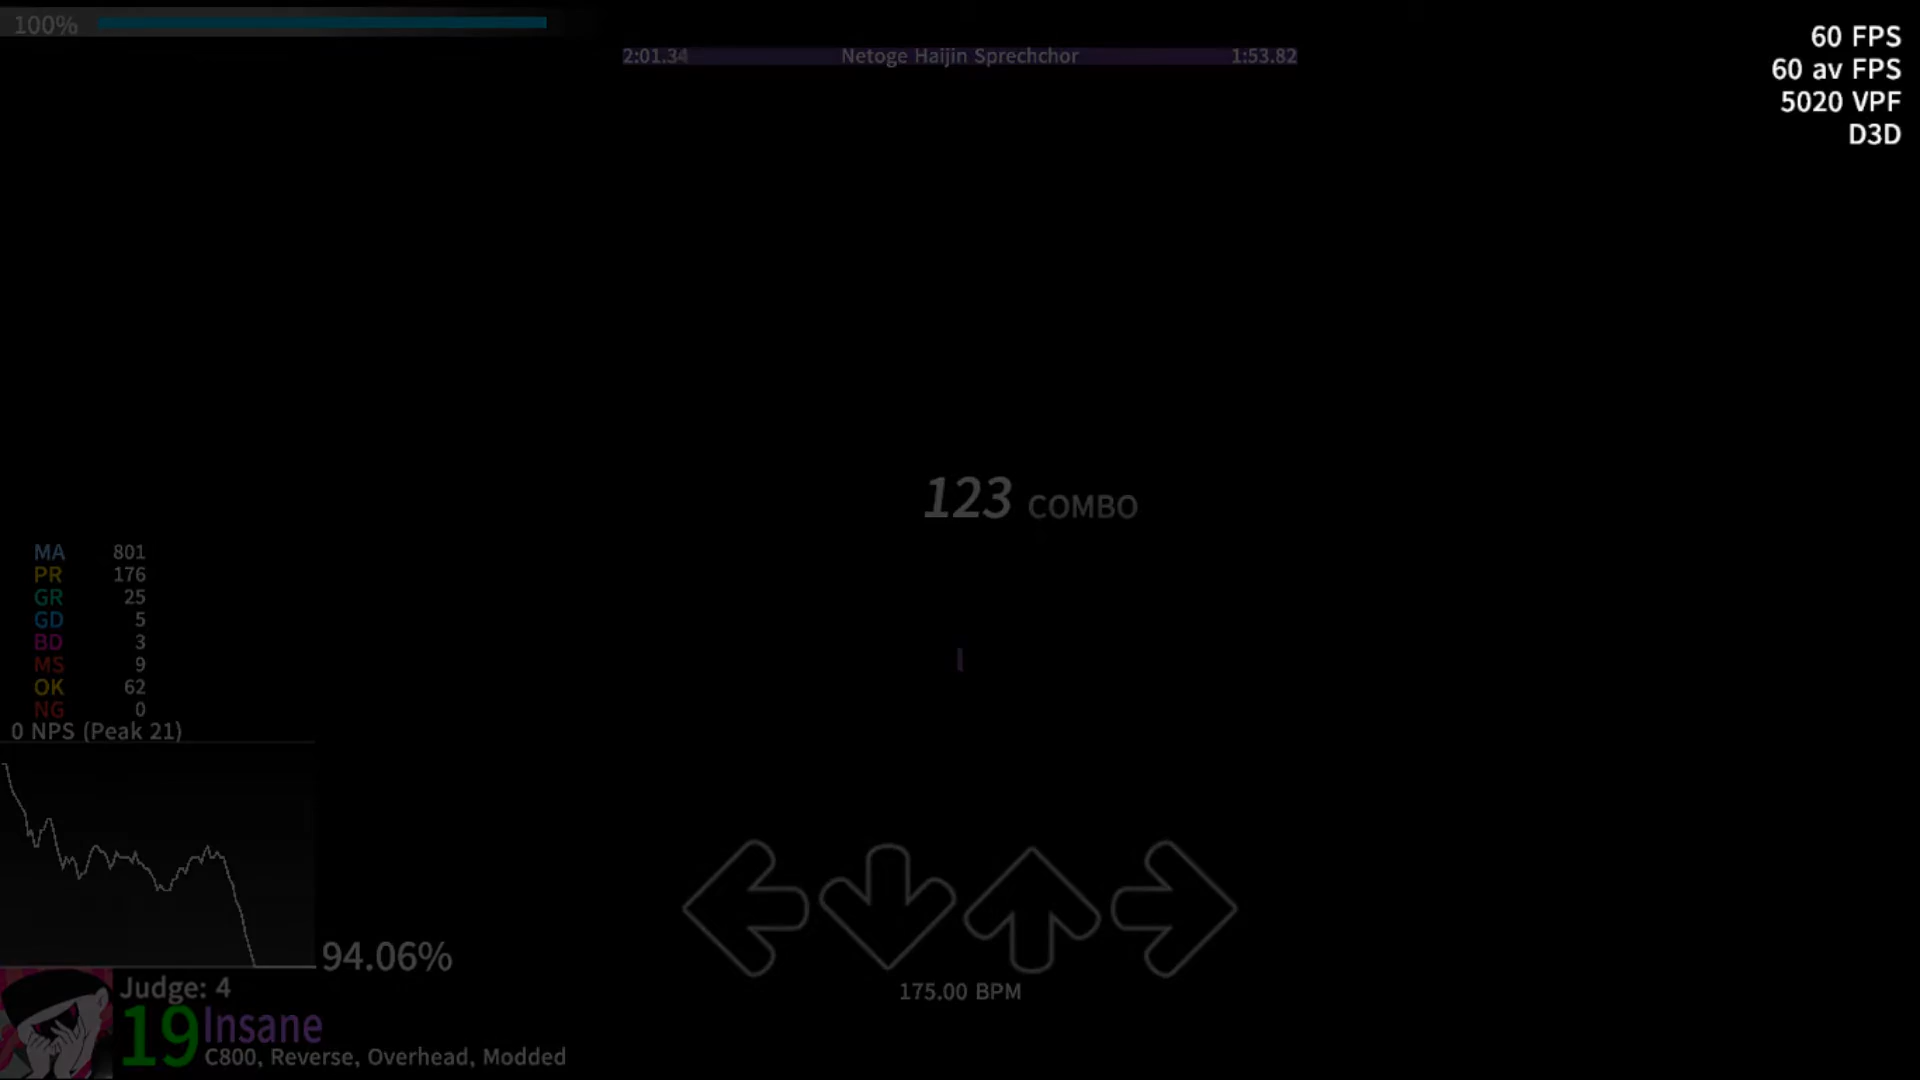 100%
2:01.34 Netoge Haijin Sprechchor 1:53.82
60 FPS
60 av FPS
5020 VPF
D3D
123 COMBO
MA 801
PR 176
GR 25
GD 5
BD 3
MS 9
OK 62
NG 0
0 NPS (Peak 21)
94.06%
Judge: 4
19 Insane
C800, Reverse, Overhead, Modded
175.00 BPM